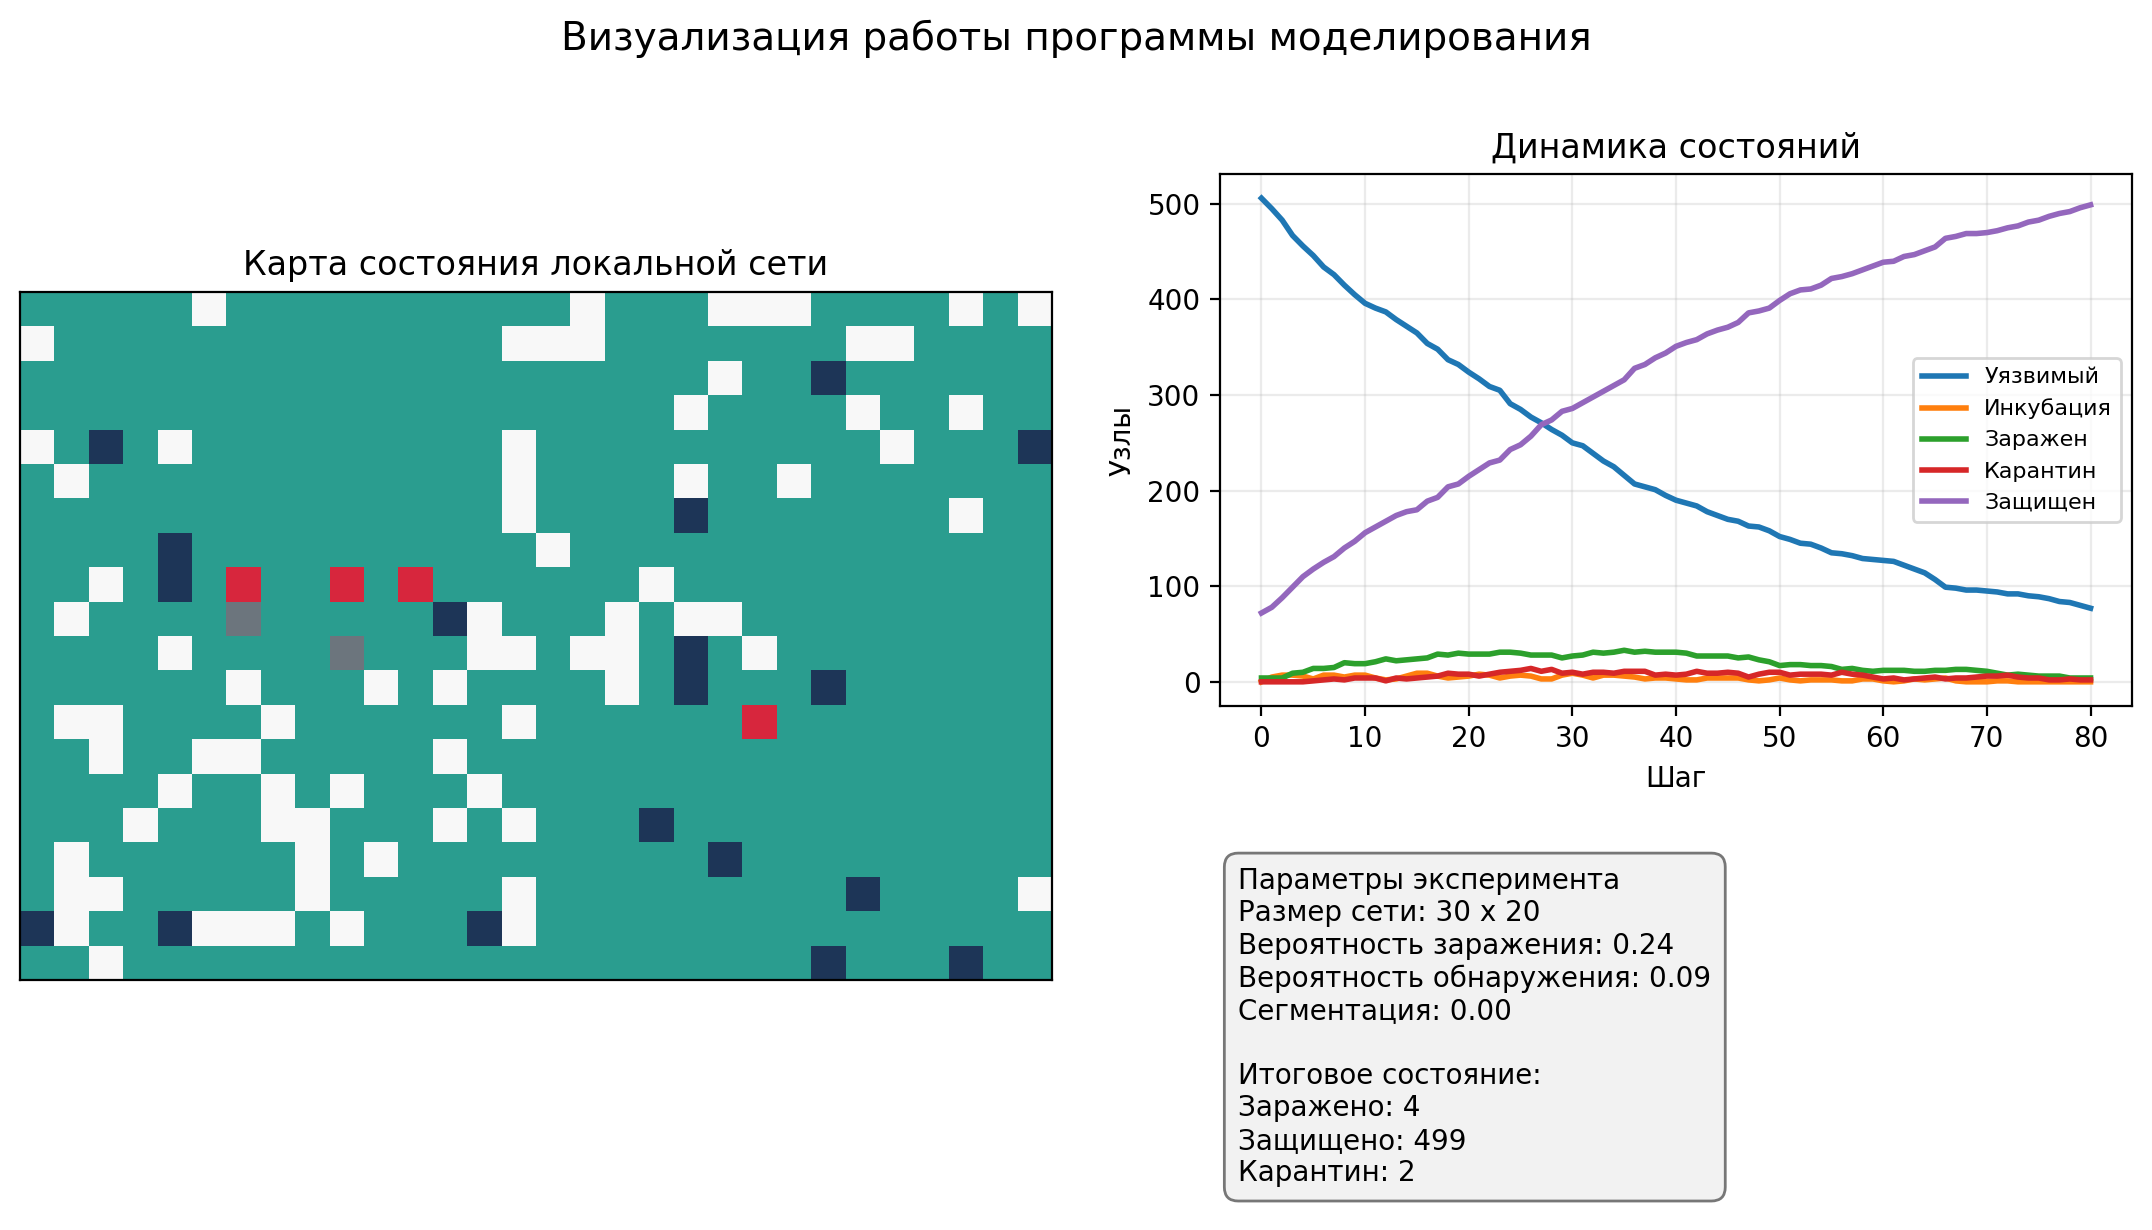 Визуализация работы программы моделирования
Карта состояния локальной сети
Динамика состояний
500
400
300
200
100
0
Узлы
0 10 20 30 40 50 60 70 80
Шаг
Уязвимый
Инкубация
Заражен
Карантин
Защищен
Параметры эксперимента
Размер сети: 30 x 20
Вероятность заражения: 0.24
Вероятность обнаружения: 0.09
Сегментация: 0.00
Итоговое состояние:
Заражено: 4
Защищено: 499
Карантин: 2